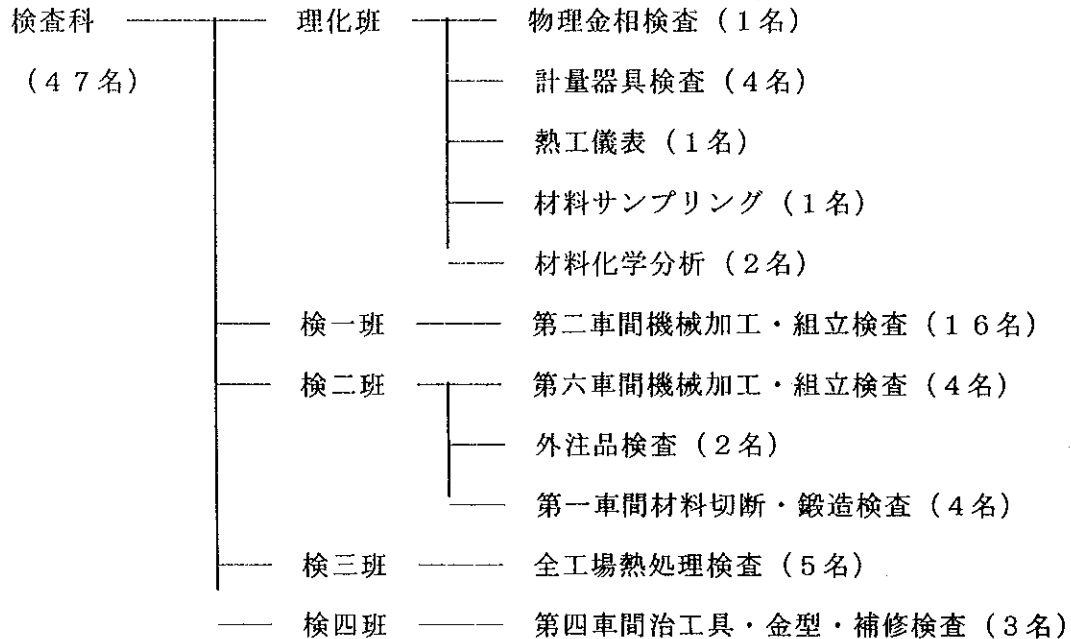 検査科 理化班 物理金相検査（1名）
（47名） 計量器具検査（4名）
熱工儀表（1名）
材料サンプリング（1名）
材料化学分析（2名）
検一班 第二車間機械加工・組立検査（16名）
検二班 第六車間機械加工・組立検査（4名）
外注品検査（2名）
第一車間材料切断・鍛造検査（4名）
検三班 全工場熱処理検査（5名）
検四班 第四車間治工具・金型・補修検査（3名）